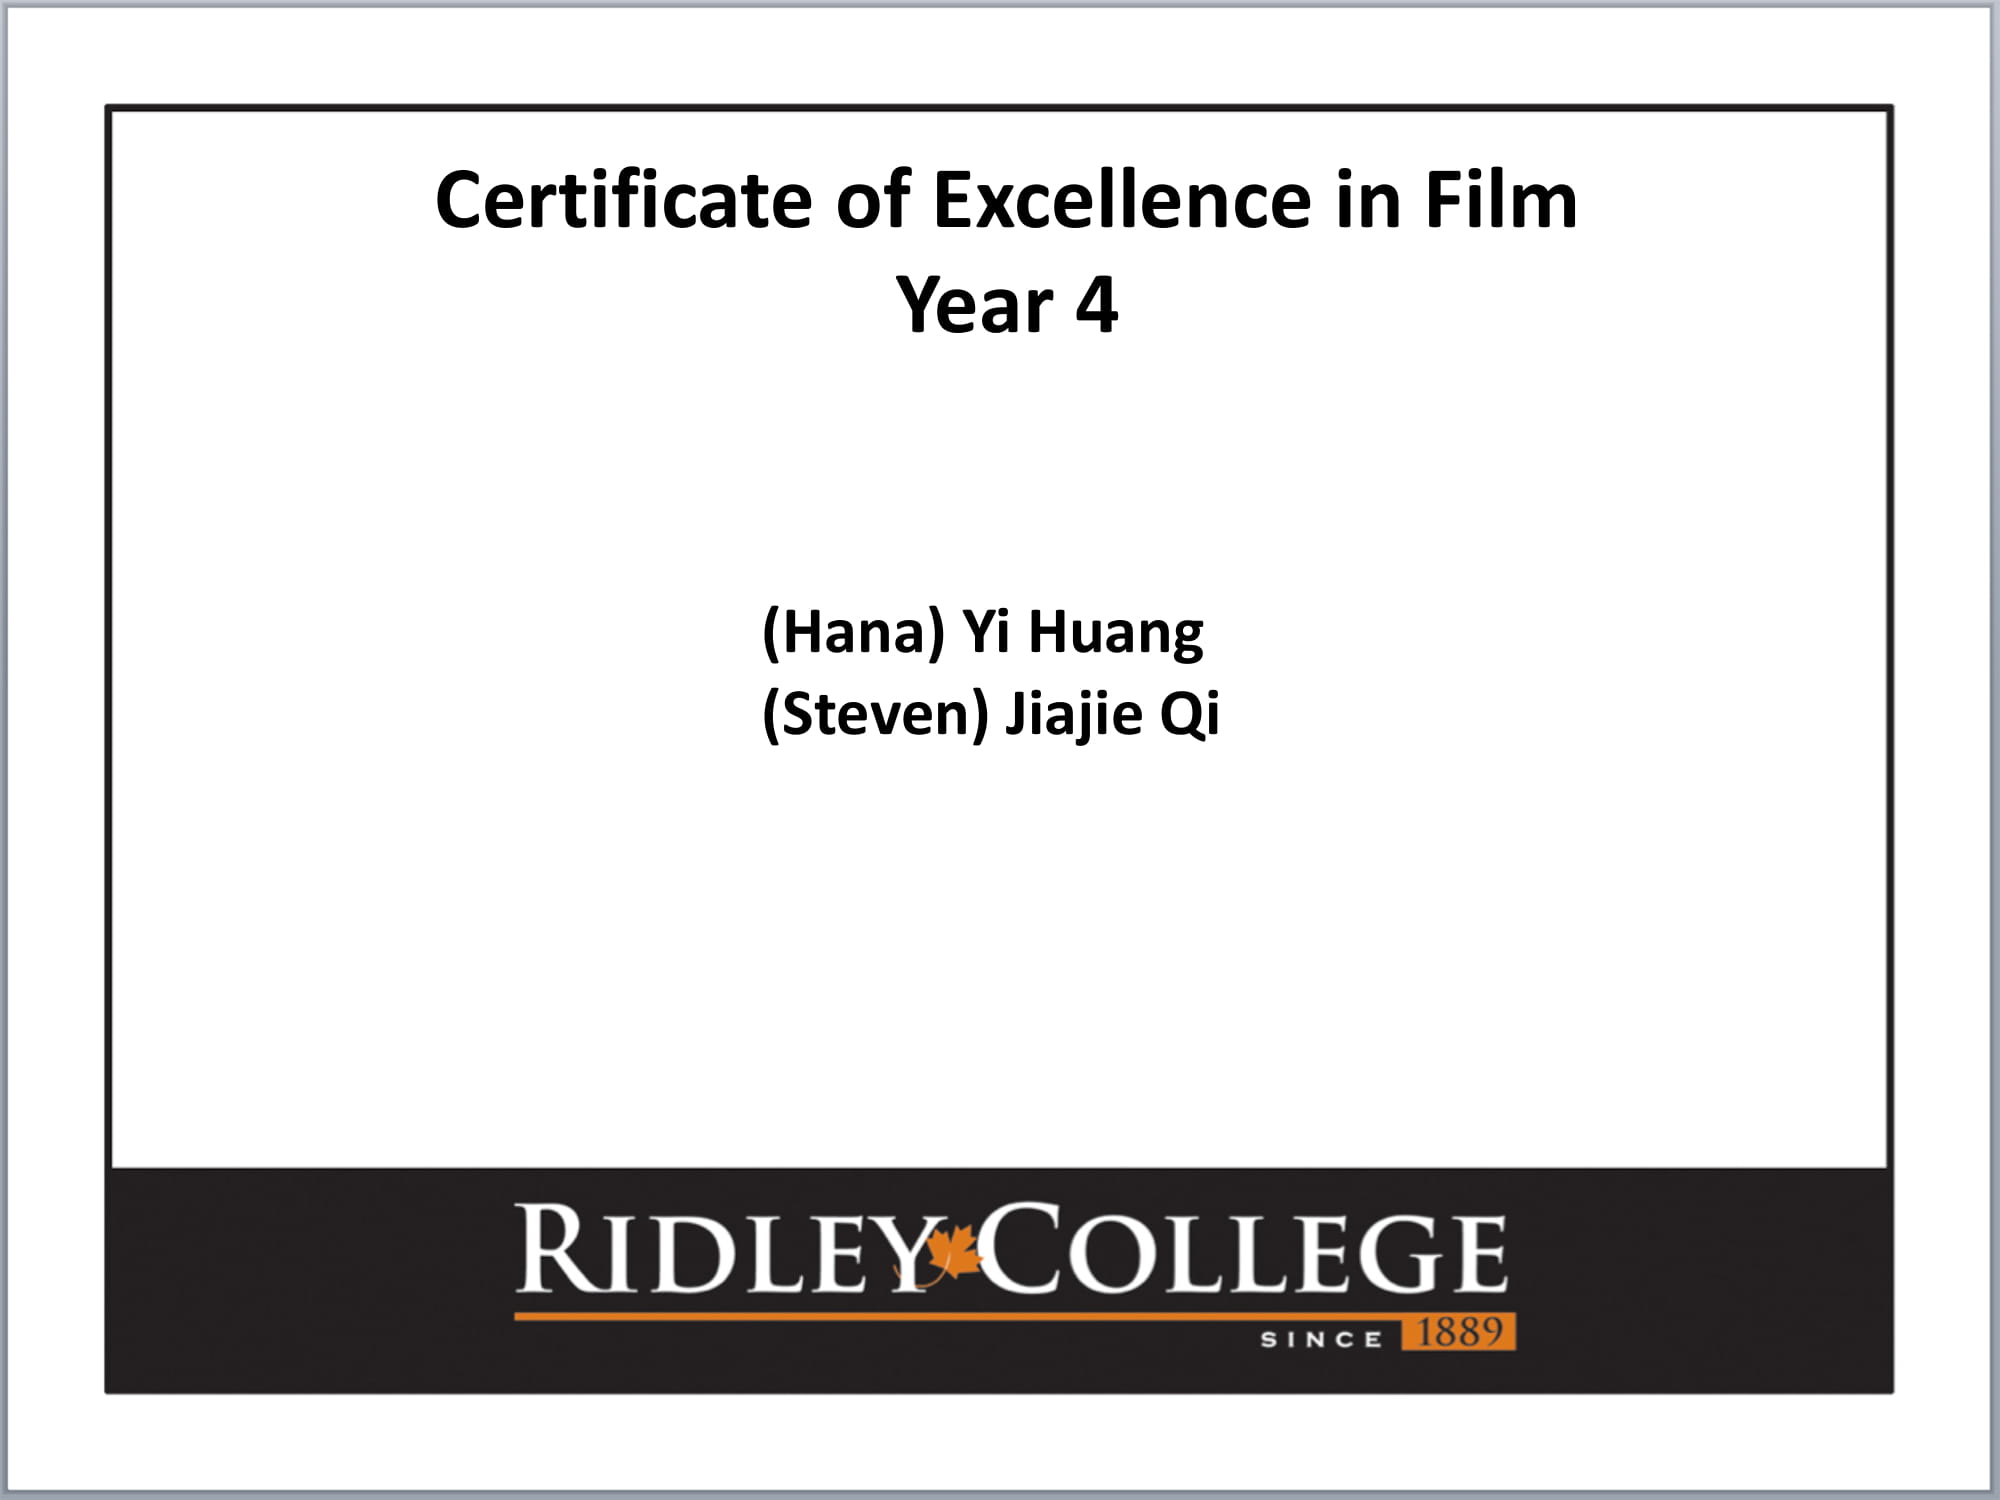 Certificate of Excellence in Film
Year 4
(Hana) Yi Huang
(Steven) Jiajie Qi
RIDLEY COLLEGE
SINCE 1889